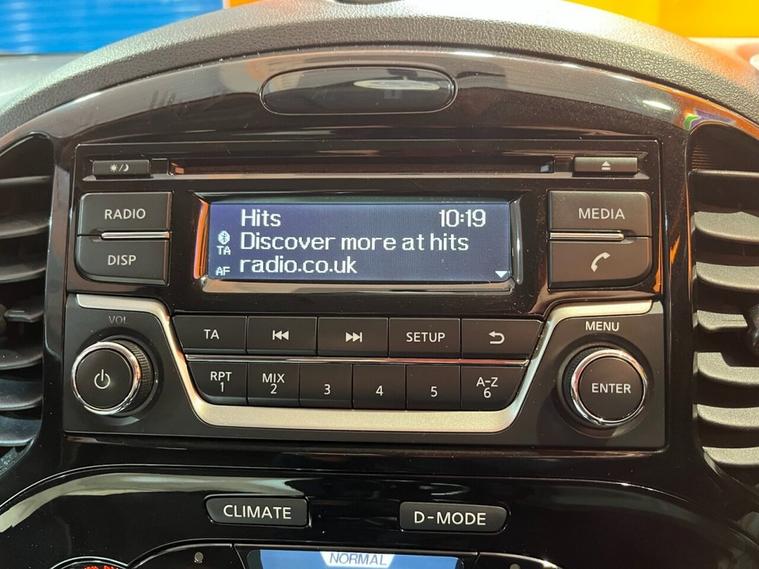 RADIO
DISP
Hits 10:19
TA Discover more at hits
AF radio.co.uk
MEDIA
VOL
TA SETUP
RPT 1 MIX 2 3 4 5 A-Z 6
MENU
ENTER
CLIMATE D-MODE
NORMAL